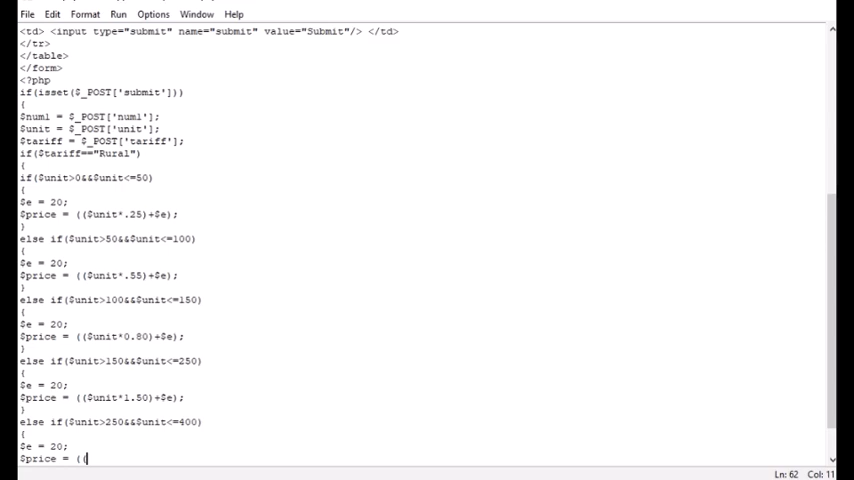 File Edit Format Run Options Window Help
<td> <input type="submit" name="submit" value="Submit"/> </td>
</tr>
</table>
</form>
<?php
if(isset($_POST['submit']))
{
$num1 = $_POST['num1'];
$unit = $_POST['unit'];
$tariff = $_POST['tariff'];
if($tariff=="Rural")
{
if($unit>0&&$unit<=50)
{
$e = 20;
$price = (($unit*.25)+$e);
}
else if($unit>50&&$unit<=100)
{
$e = 20;
$price = (($unit*.55)+$e);
}
else if($unit>100&&$unit<=150)
{
$e = 20;
$price = (($unit*0.80)+$e);
}
else if($unit>150&&$unit<=250)
{
$e = 20;
$price = (($unit*1.50)+$e);
}
else if($unit>250&&$unit<=400)
{
$e = 20;
$price = ((
Ln: 62 Col: 11